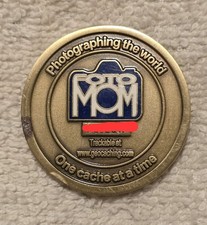 Photographing the world
FOTO
MOM
Trackable at
www.geocaching.com
One cache at a time